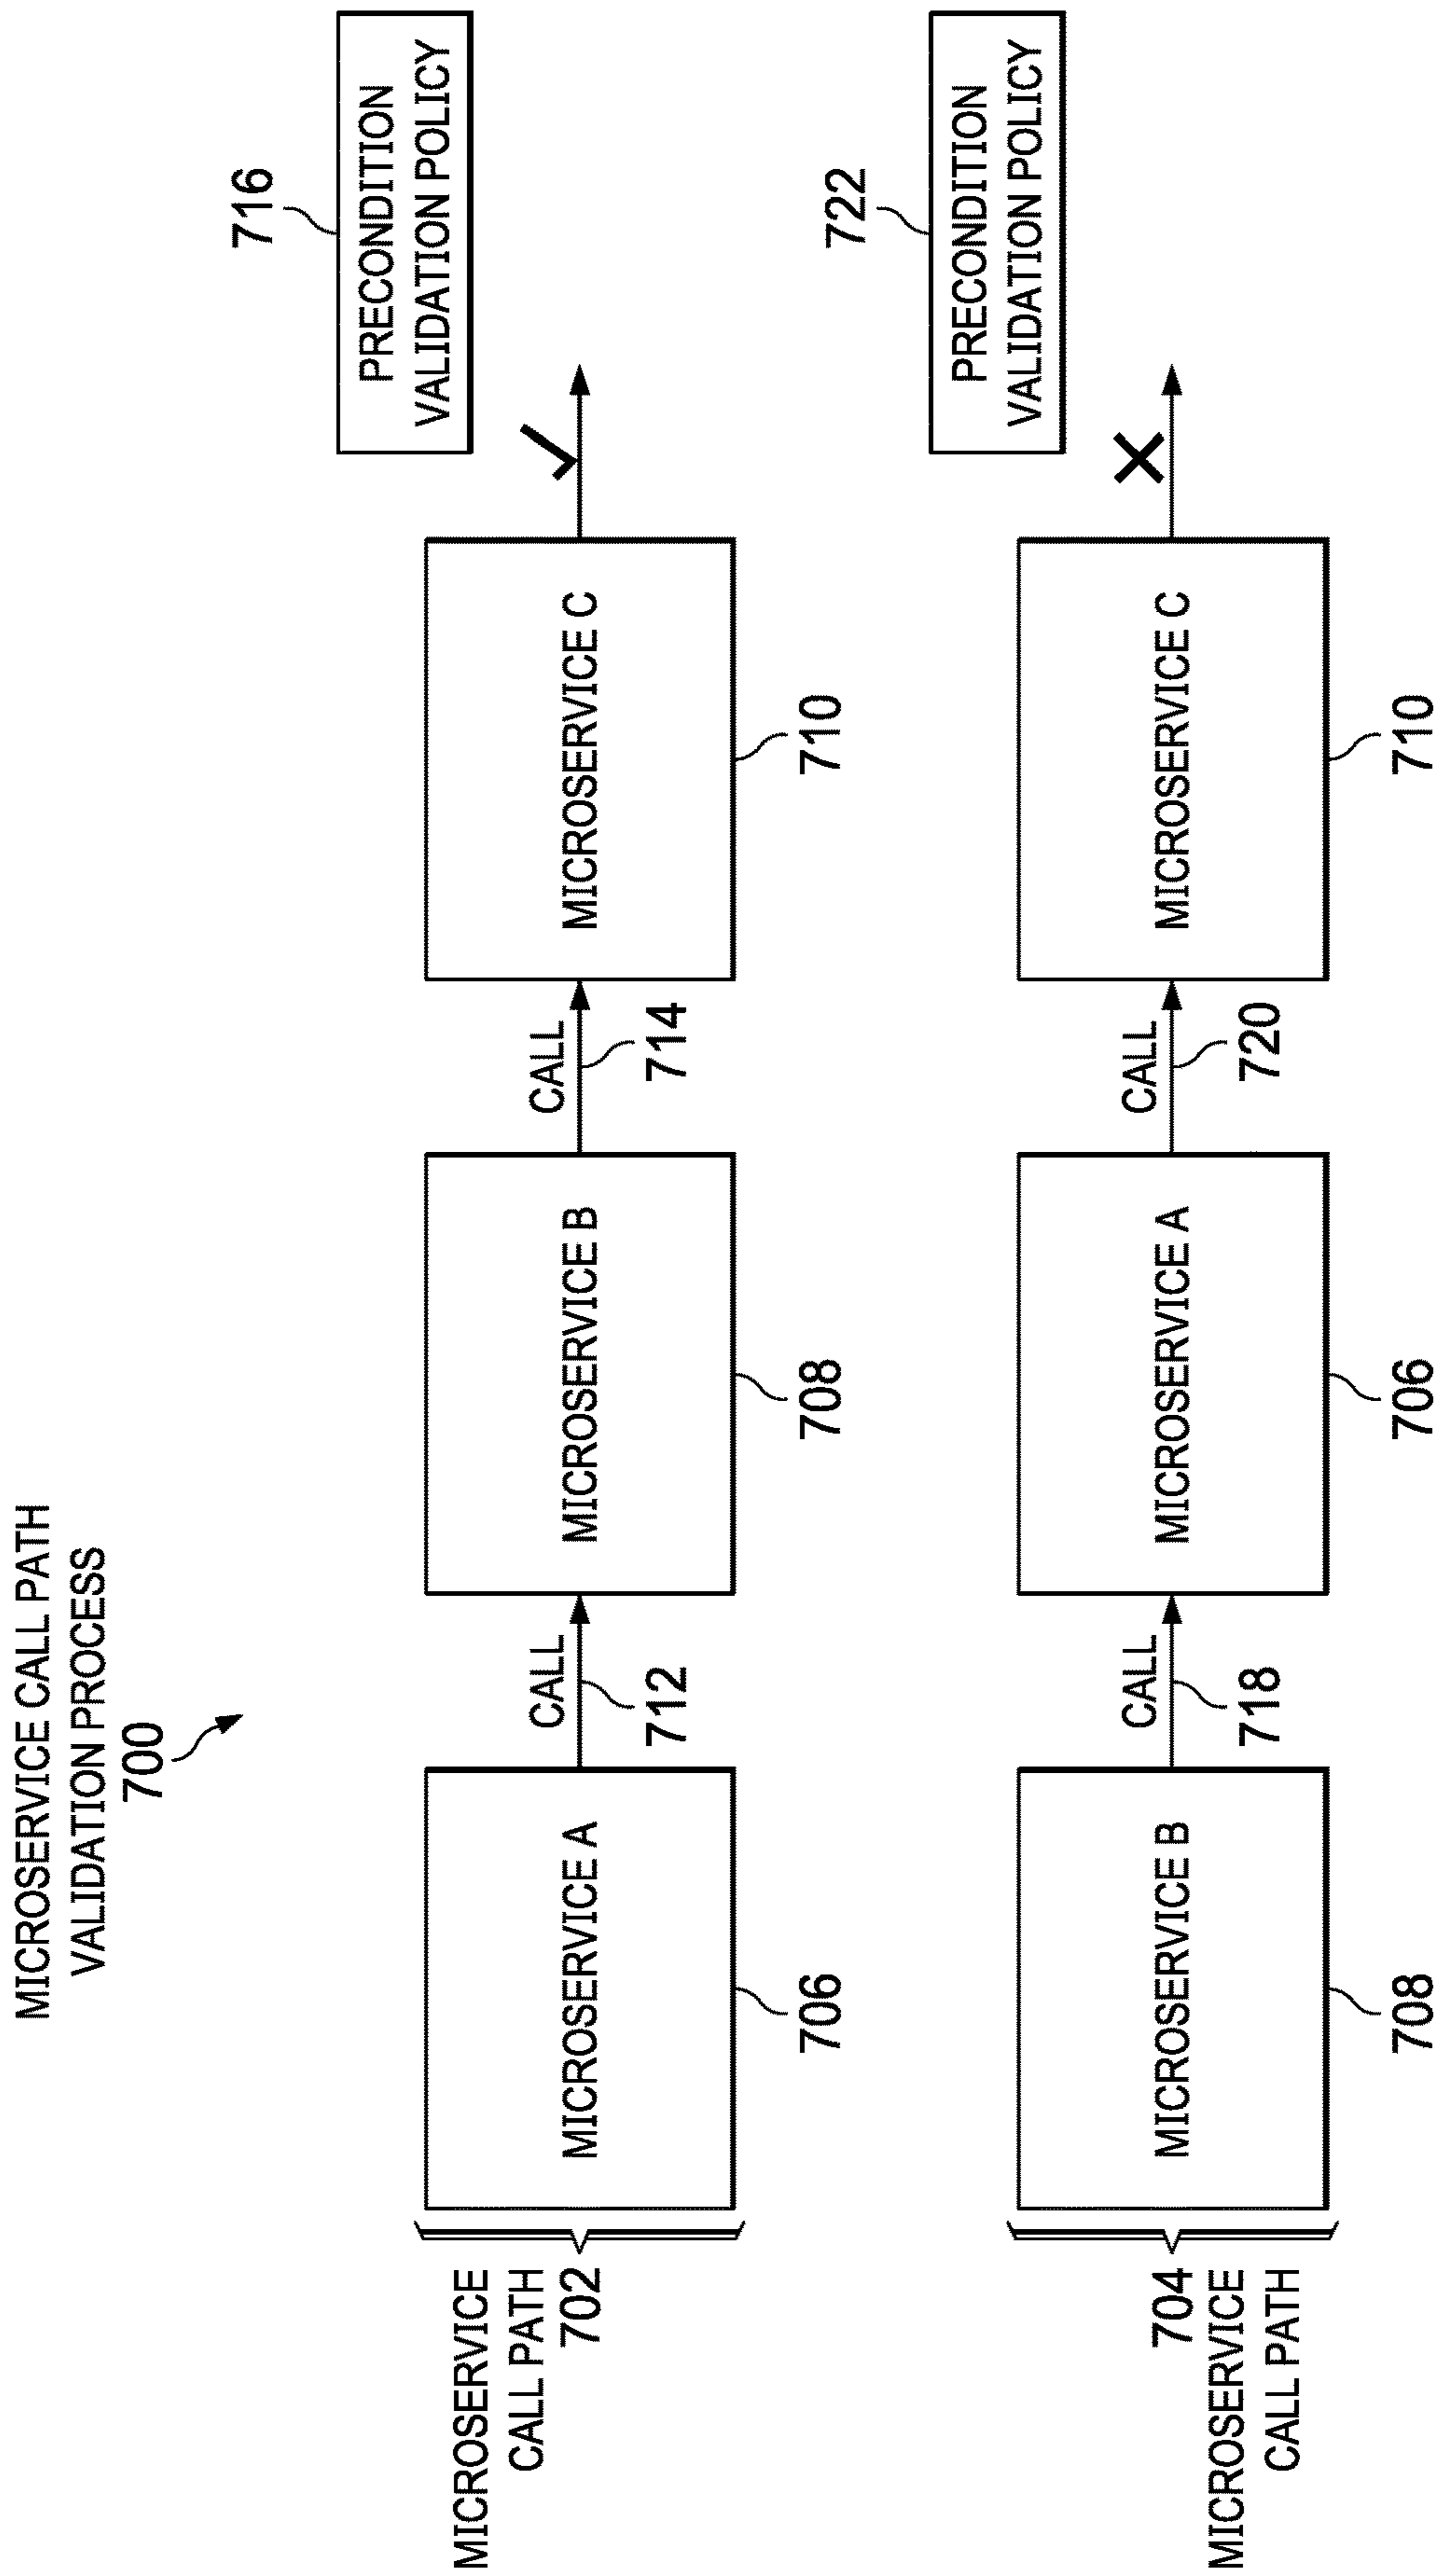 MICROSERVICE CALL PATH
VALIDATION PROCESS
700
MICROSERVICE
CALL PATH
702
MICROSERVICE A
706
CALL
712
MICROSERVICE B
708
CALL
714
MICROSERVICE C
710
716
PRECONDITION
VALIDATION POLICY
704
MICROSERVICE
CALL PATH
MICROSERVICE B
708
CALL
718
MICROSERVICE A
706
CALL
720
MICROSERVICE C
710
722
PRECONDITION
VALIDATION POLICY